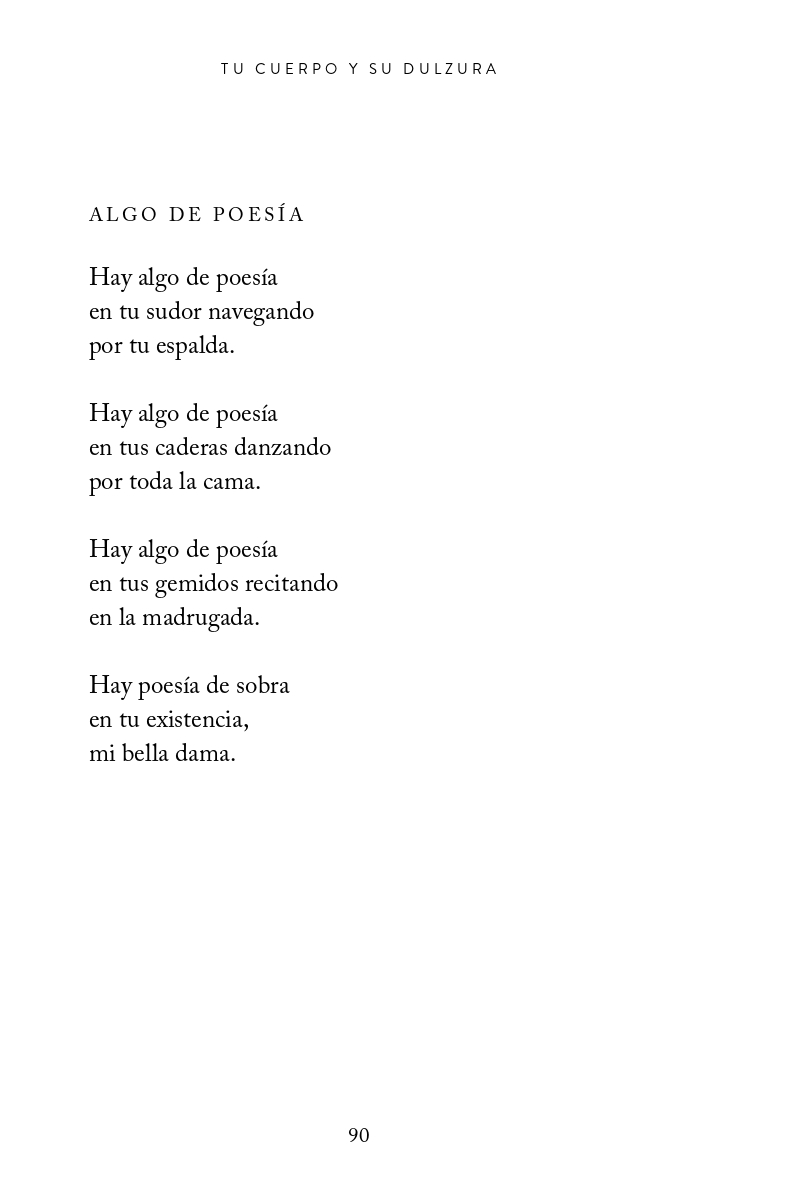 TU CUERPO Y SU DULZURA
ALGO DE POESÍA
Hay algo de poesía
en tu sudor navegando
por tu espalda.
Hay algo de poesía
en tus caderas danzando
por toda la cama.
Hay algo de poesía
en tus gemidos recitando
en la madrugada.
Hay poesía de sobra
en tu existencia,
mi bella dama.
90